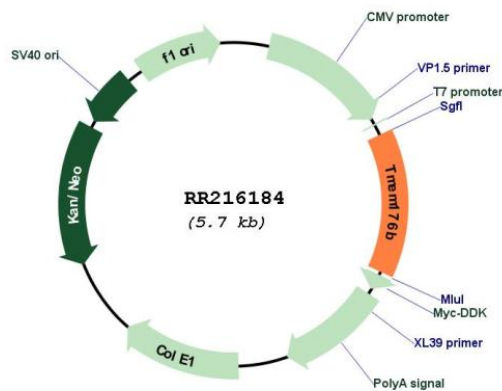 CMV promoter
VP1.5 primer
T7 promoter
SgfI
Tmem176b
MluI
Myc-DDK
XL39 primer
PolyA signal
Col E1
Kan/Neo
SV40 ori
f1 ori
RR216184
(5.7 kb)